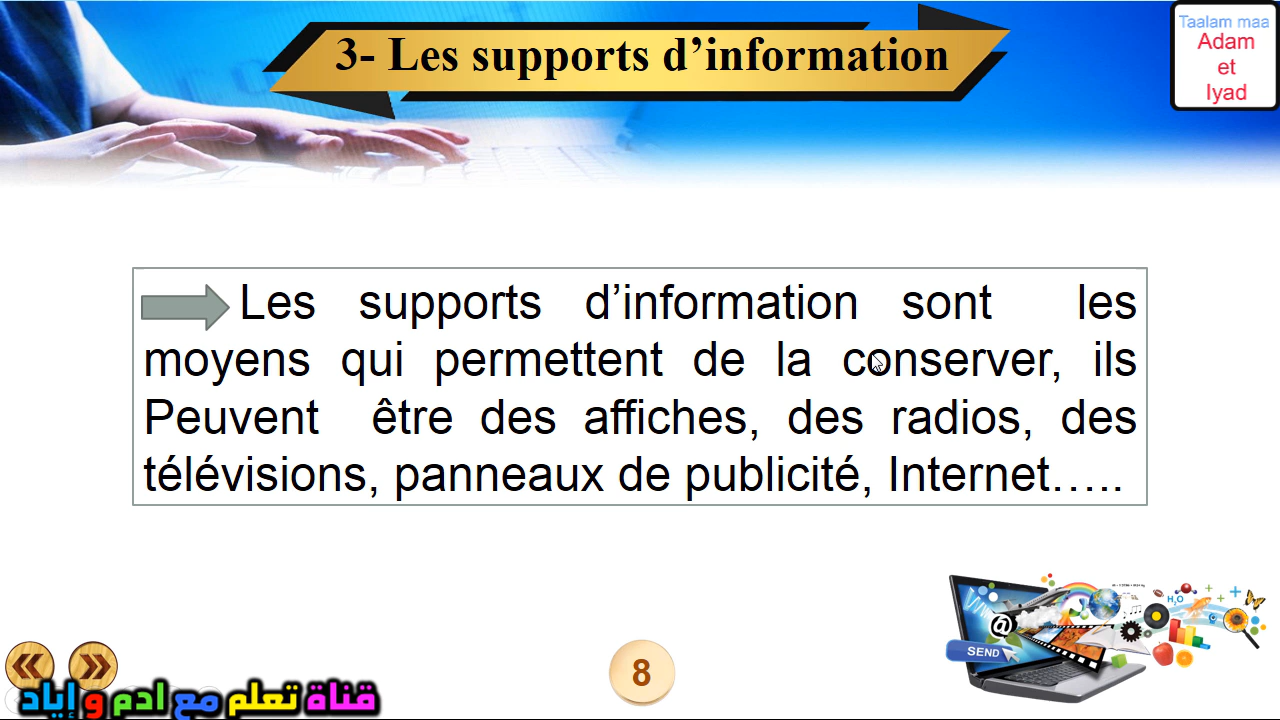 3- Les supports d’information
Taalam maa
Adam
et
Iyad
Les supports d’information sont les
moyens qui permettent de la conserver, ils
Peuvent être des affiches, des radios, des
télévisions, panneaux de publicité, Internet…..
@
SEND
H₂O
8
قناة تعلم مع ادم و إياد